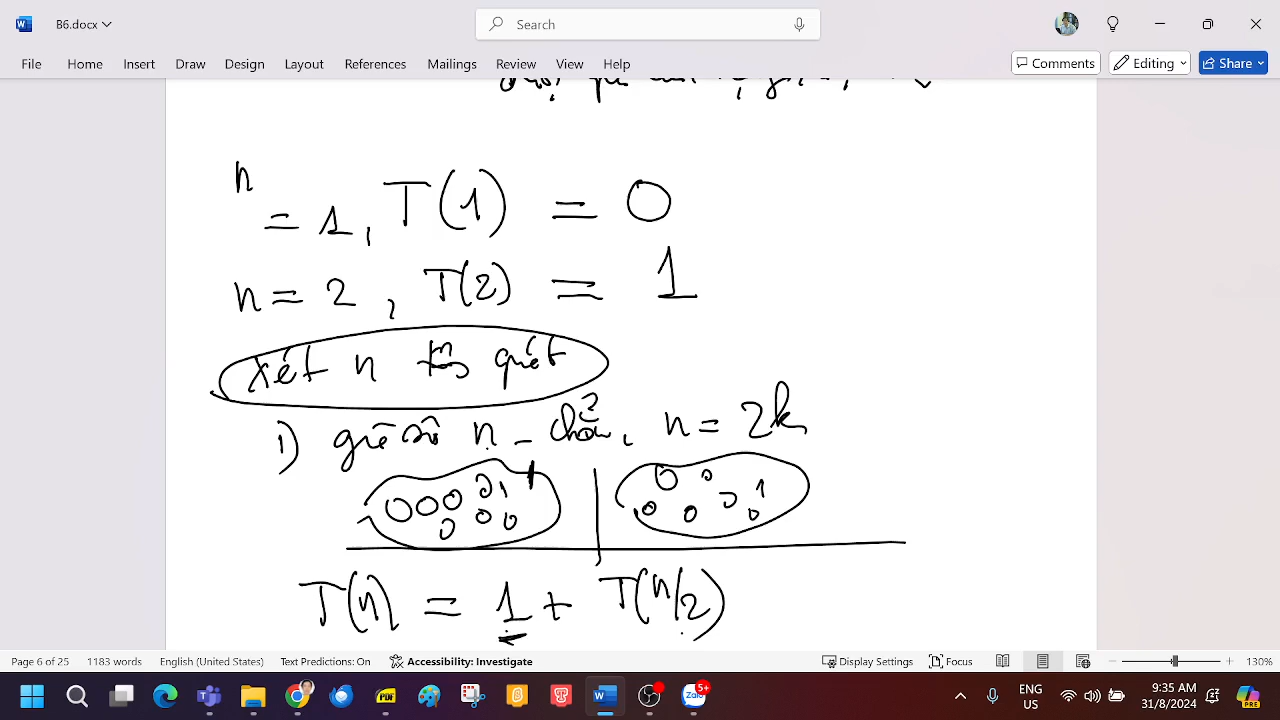 B6.docx
Search
File Home Insert Draw Design Layout References Mailings Review View Help
Comments Editing Share
n
= 1, T(1) = 0
n = 2, T(2) = 1
Xét n tổng quát
1) giả sử n - chẵn, n = 2k
T(n) = 1 + T(n/2)
Page 6 of 25 1183 words English (United States) Text Predictions: On Accessibility: Investigate Display Settings Focus 130%
5+
ENG
US
9:35 AM
31/8/2024
PDF
PRE